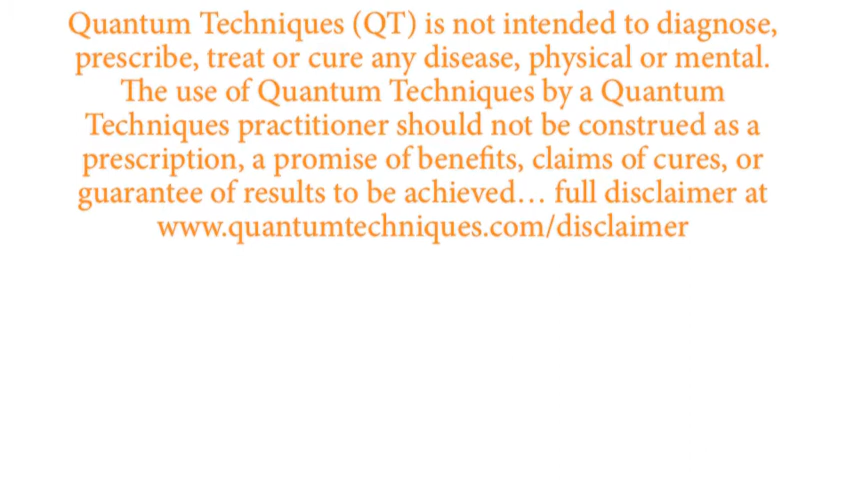 Quantum Techniques (QT) is not intended to diagnose,
prescribe, treat or cure any disease, physical or mental.
The use of Quantum Techniques by a Quantum
Techniques practitioner should not be construed as a
prescription, a promise of benefits, claims of cures, or
guarantee of results to be achieved… full disclaimer at
www.quantumtechniques.com/disclaimer